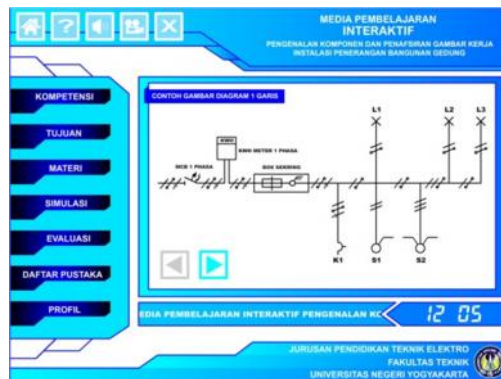 MEDIA PEMBELAJARAN
INTERAKTIF
PENGENALAN KOMPONEN DAN PENAFSIRAN GAMBAR KERJA
INSTALASI PENERANGAN BANGUNAN GEDUNG
KOMPETENSI
TUJUAN
MATERI
SIMULASI
EVALUASI
DAFTAR PUSTAKA
PROFIL
CONTOH GAMBAR DIAGRAM 1 GARIS
L1
L2
L3
KWH
KWH METER 1 PHASA
MCB 1 PHASA
BOX SEKRING
K1
S1
S2
EDIA PEMBELAJARAN INTERAKTIF PENGENALAN KO
12 05
JURUSAN PENDIDIKAN TEKNIK ELEKTRO
FAKULTAS TEKNIK
UNIVERSITAS NEGERI YOGYAKARTA